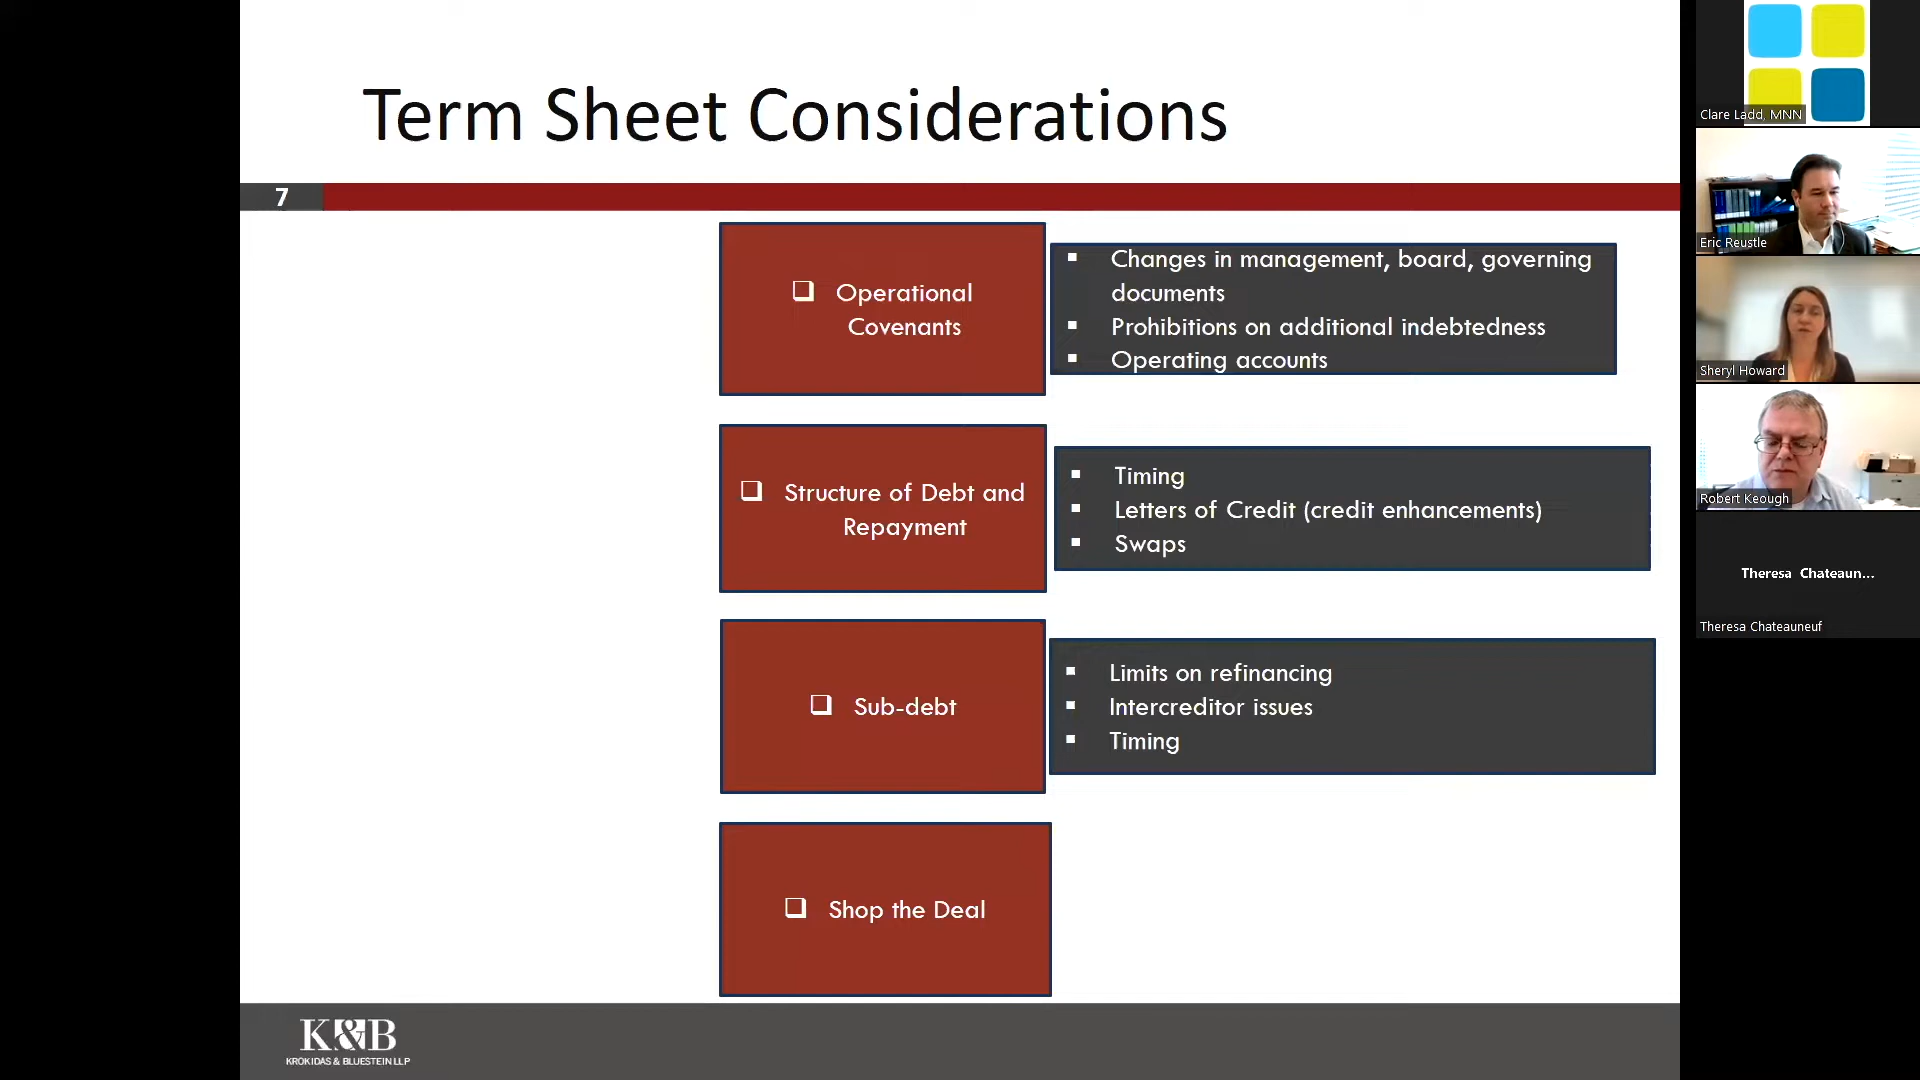 Term Sheet Considerations
7
Operational
Covenants
Changes in management, board, governing
documents
Prohibitions on additional indebtedness
Operating accounts
Structure of Debt and
Repayment
Timing
Letters of Credit (credit enhancements)
Swaps
Sub-debt
Limits on refinancing
Intercreditor issues
Timing
Shop the Deal
K&B
KROKIDAS & BLUESTEIN LLP
Clare Ladd, MNN
Eric Reustle
Sheryl Howard
Robert Keough
Theresa Chateaun...
Theresa Chateauneuf